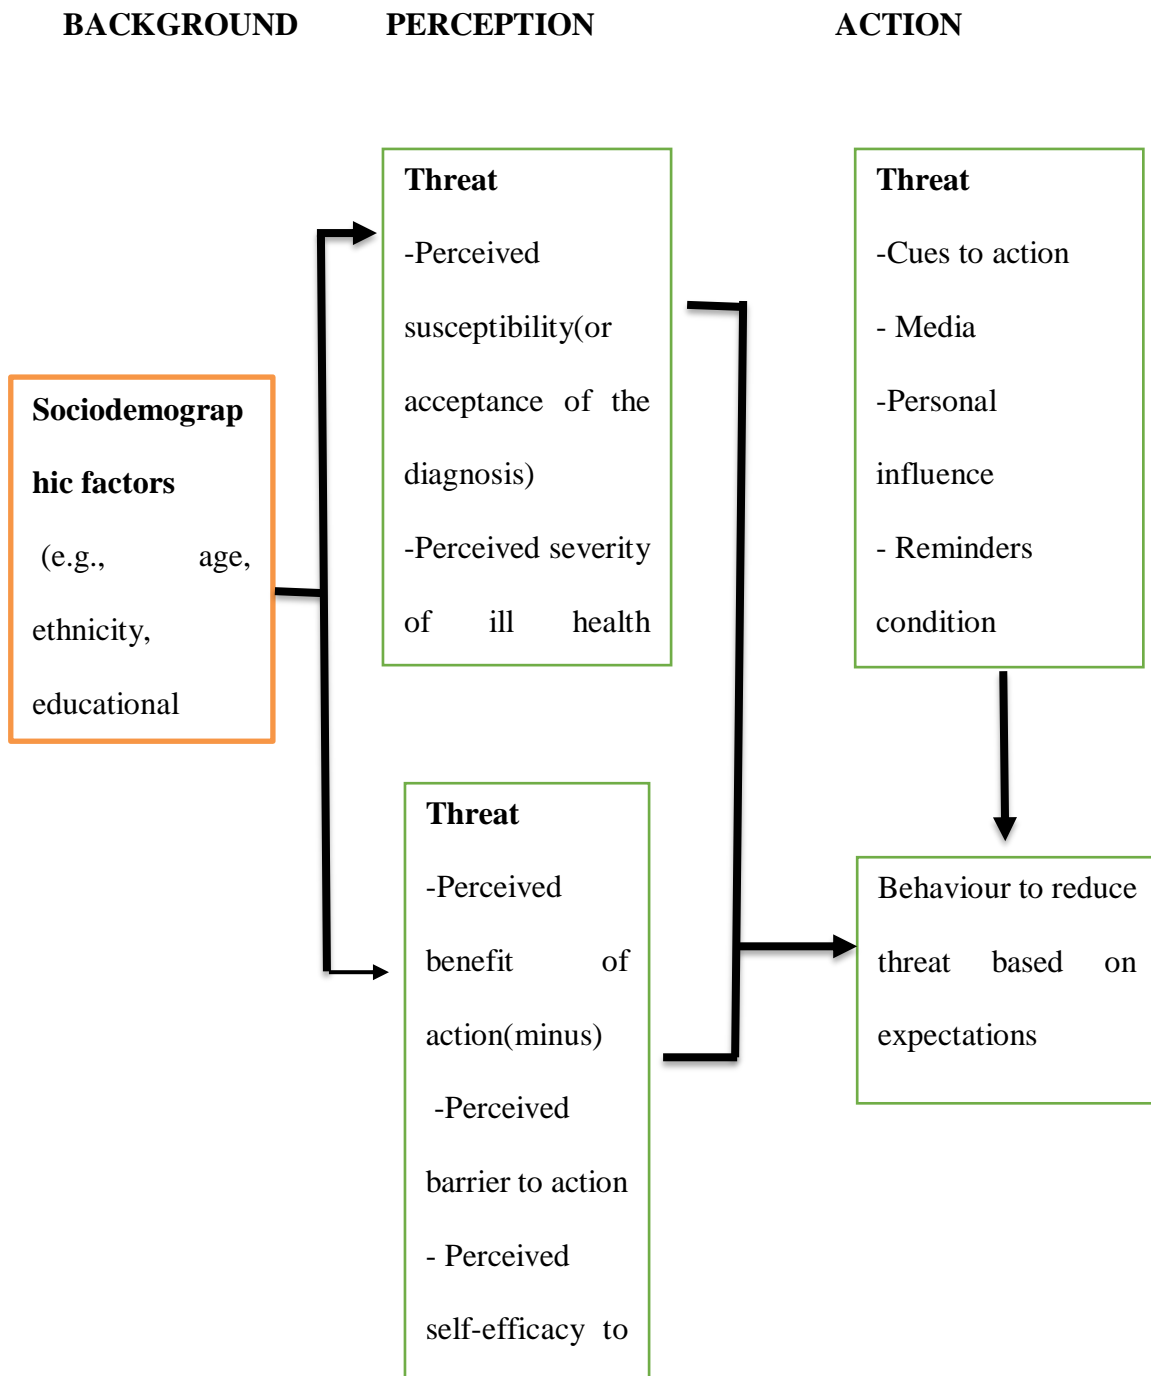 BACKGROUND PERCEPTION ACTION
Sociodemograp
hic factors
(e.g., age,
ethnicity,
educational
Threat
-Perceived
susceptibility(or
acceptance of the
diagnosis)
-Perceived severity
of ill health
Threat
-Perceived
benefit of
action(minus)
-Perceived
barrier to action
- Perceived
self-efficacy to
Threat
-Cues to action
- Media
-Personal
influence
- Reminders
condition
Behaviour to reduce
threat based on
expectations